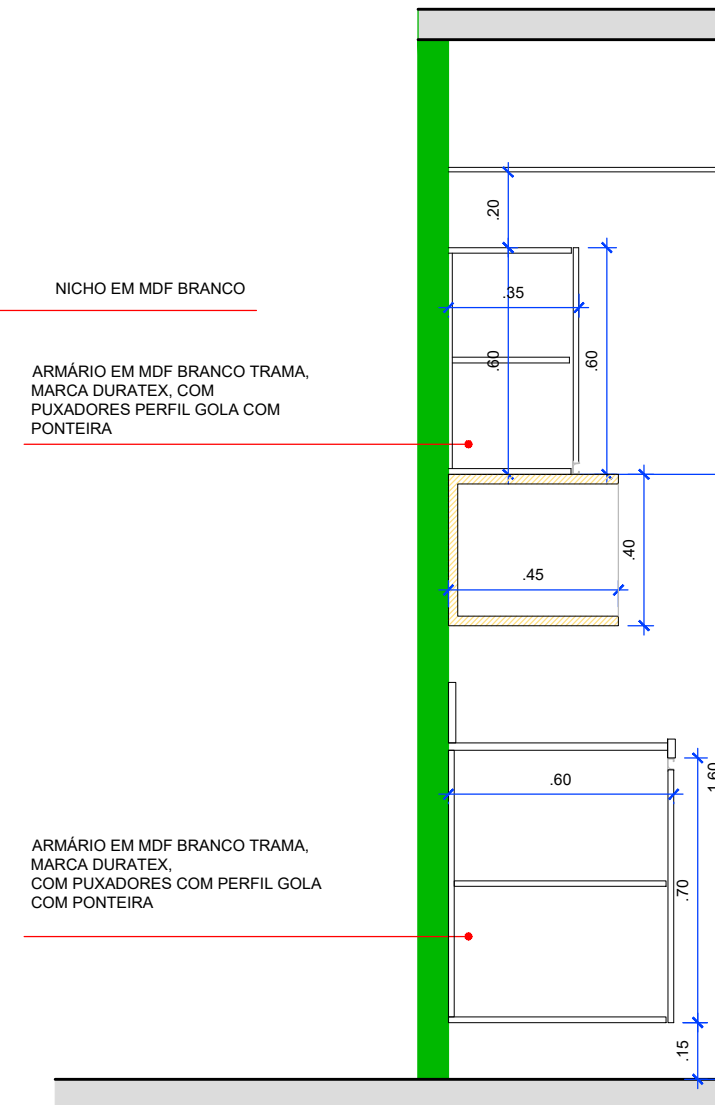 .20
NICHO EM MDF BRANCO
.35
.60
.60
ARMÁRIO EM MDF BRANCO TRAMA,
MARCA DURATEX, COM
PUXADORES PERFIL GOLA COM
PONTEIRA
.40
.45
1.60
.60
.70
ARMÁRIO EM MDF BRANCO TRAMA,
MARCA DURATEX,
COM PUXADORES COM PERFIL GOLA
COM PONTEIRA
.15